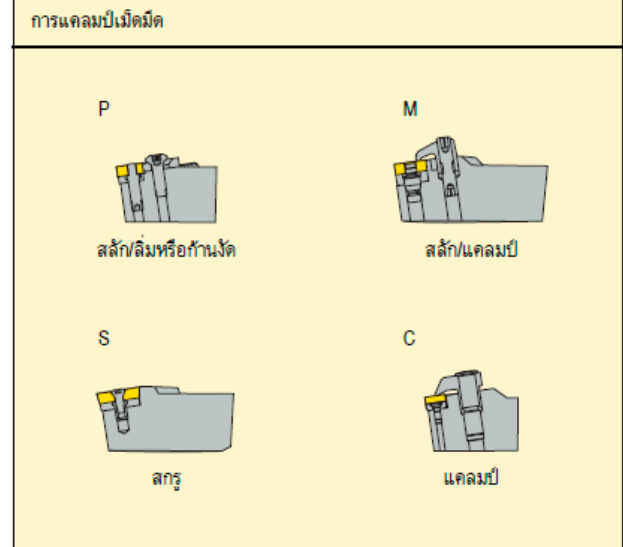 การแคลมป์เม็ดมีด
P
M
สลัก/ลิ่มหรือก้านงัด
สลัก/แคลมป์
S
C
สกรู
แคลมป์